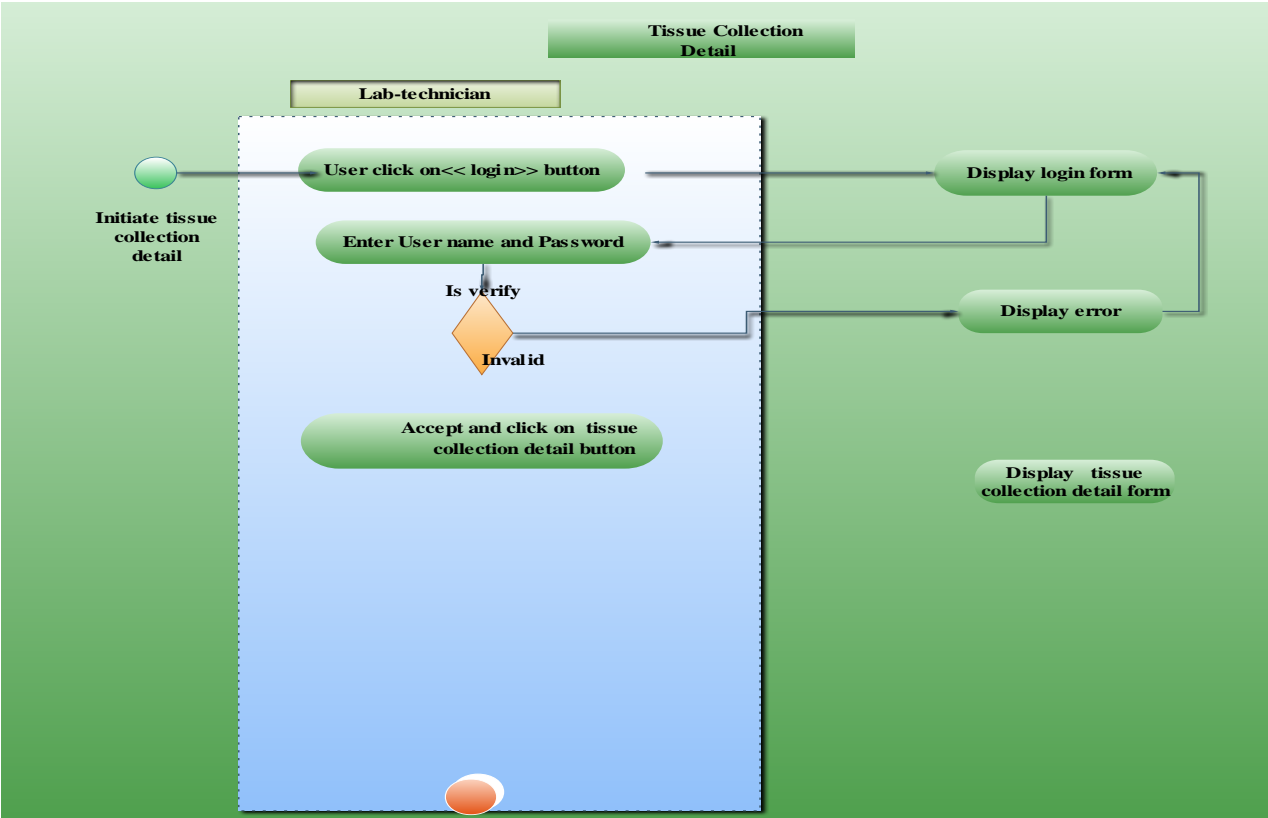 Tissue Collection
Detail
Lab-technician
User click on<< login>> button
Display login form
Initiate tissue
collection
detail
Enter User name and Password
Is verify
Display error
Invalid
Accept and click on tissue
collection detail button
Display tissue
collection detail form